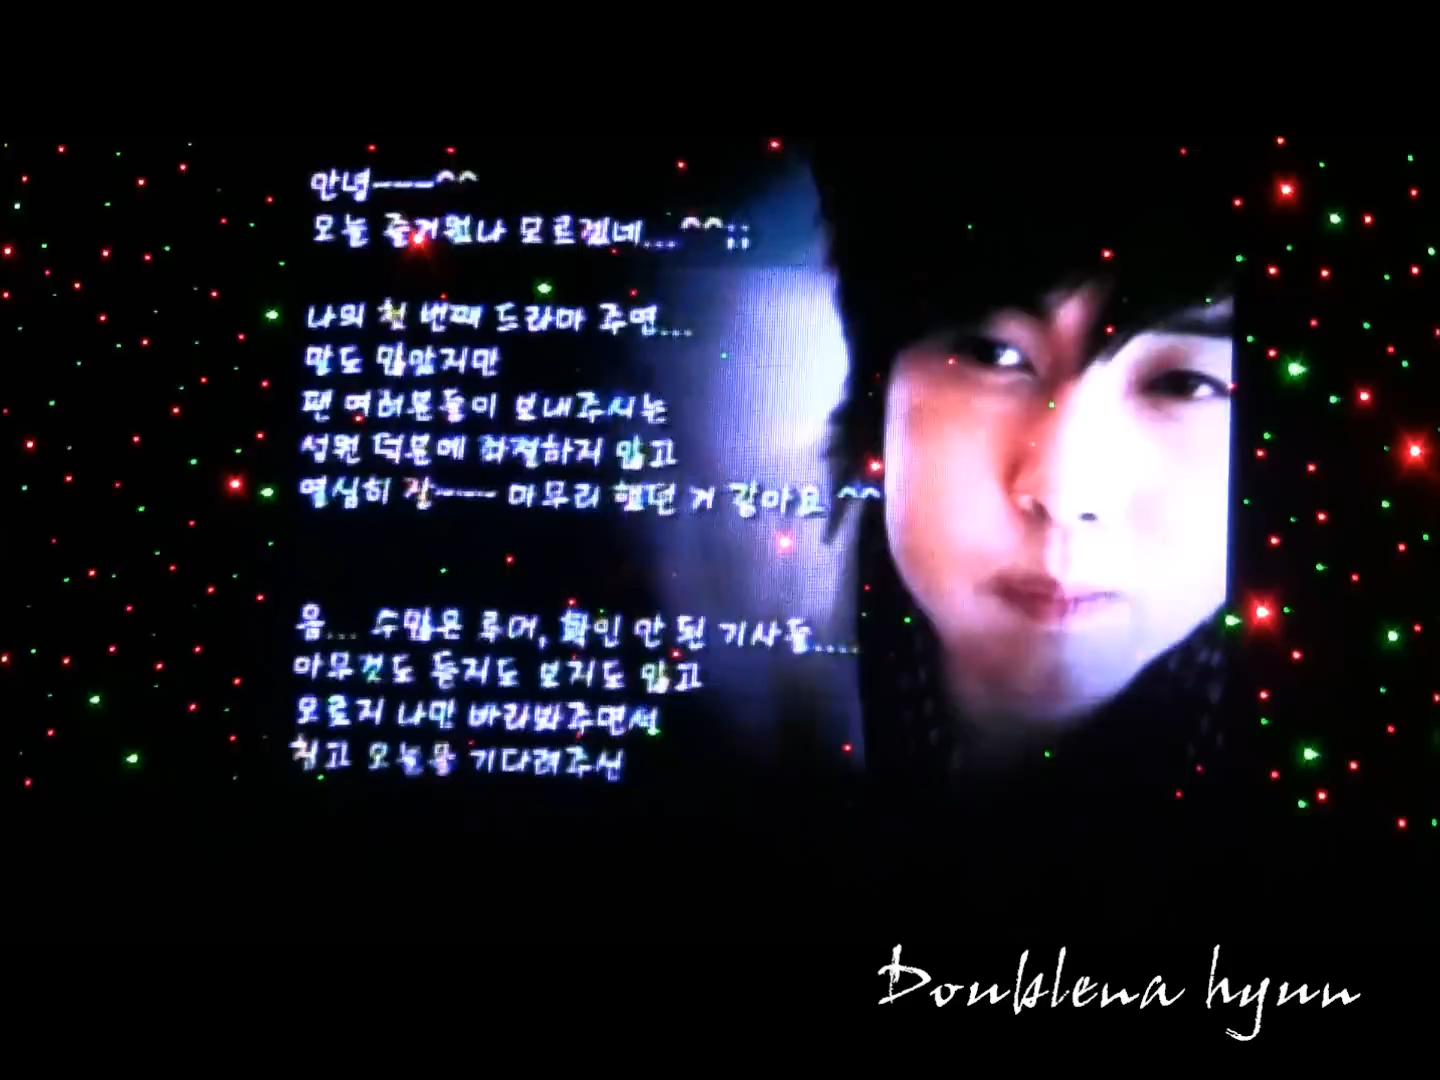 안녕----^^
오늘 즐거웠나 모르겠네...^^;;
나의 첫 번째 드라마 주연...
말도 많았지만
팬 여러분들이 보내주시는
성원 덕분에 좌절하지 않고
열심히 잘---- 마무리 했던 거 같아요^^
음... 수많은 루머, 확인 안 된 기사들....
아무것도 듣지도 보지도 않고
오로지 나만 바라봐주면서
참고 오늘을 기다려주신
Doublena hyun